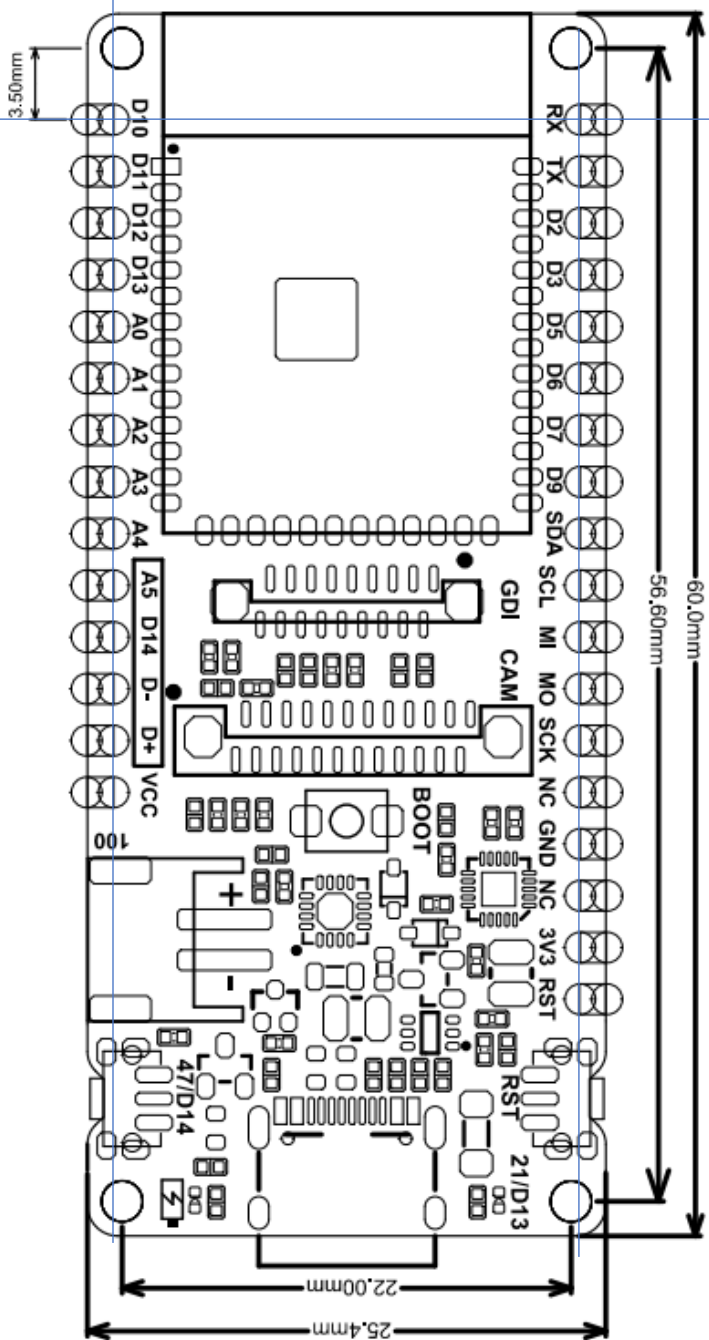 3.50mm
D10
D11
D12
D13
A0
A1
A2
A3
A4
A5
D14
D-
D+
VCC
RX
TX
D2
D3
D5
D6
D7
D9
SDA
SCL
MI
MO
SCK
NC
GND
NC
3V3
RST
GDI
CAM
BOOT
100
+
-
47/D14
RST
21/D13
56.60mm
60.0mm
22.00mm
25.4mm